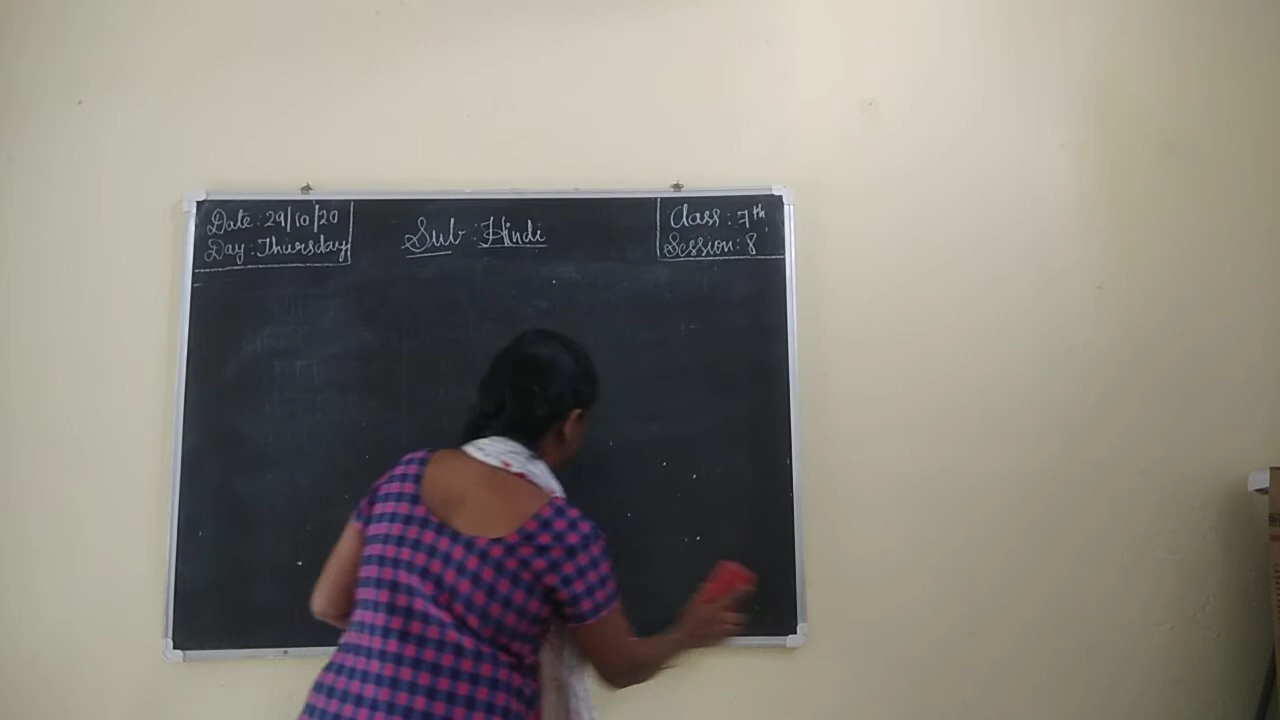 Date: 29/10/20
Day: Thursday
Sub: Hindi
Class: 7th
Session: 8